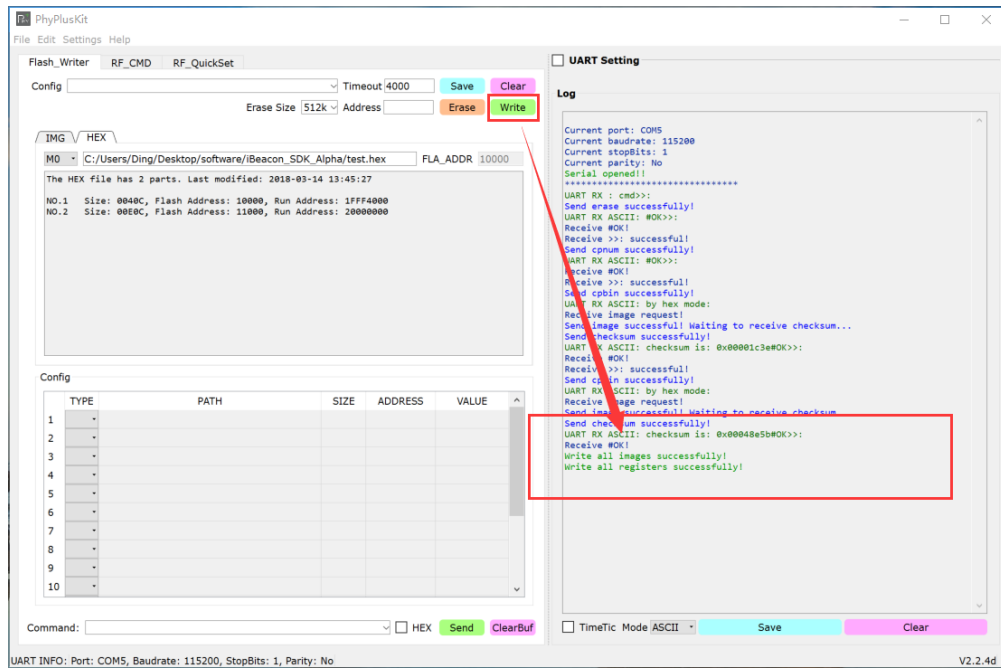 PhyPlusKit
File Edit Settings Help
Flash_Writer RF_CMD RF_QuickSet
Config Timeout 4000 Save Clear
Erase Size 512k Address Erase Write
IMG HEX
M0 C:/Users/Ding/Desktop/software/iBeacon_SDK_Alpha/test.hex FLA_ADDR 10000
The HEX file has 2 parts. Last modified: 2018-03-14 13:45:27
NO.1 Size: 0040C, Flash Address: 10000, Run Address: 1FFF4000
NO.2 Size: 00E0C, Flash Address: 11000, Run Address: 20000000
Config
TYPE PATH SIZE ADDRESS VALUE
1
2
3
4
5
6
7
8
9
10
Command: HEX Send ClearBuf
UART Setting
Log
Current port: COM5
Current baudrate: 115200
Current stopBits: 1
Current parity: No
Serial opened!!
********************************
UART RX : cmd>>:
Send erase successfully!
UART RX ASCII: #OK>>:
Receive #OK!
Receive >>: successful!
Send cpnum successfully!
UART RX ASCII: #OK>>:
Receive #OK!
Receive >>: successful!
Send cpbin successfully!
UART RX ASCII: by hex mode:
Receive image request!
Send image successful! Waiting to receive checksum...
Send checksum successfully!
UART RX ASCII: checksum is: 0x00001c3e#OK>>:
Receive #OK!
Receive >>: successful!
Send cpbin successfully!
UART RX ASCII: by hex mode:
Receive image request!
Send image successful! Waiting to receive checksum...
Send checksum successfully!
UART RX ASCII: checksum is: 0x00048e5b#OK>>:
Receive #OK!
Write all images successfully!
Write all registers successfully!
TimeTic Mode ASCII Save Clear
UART INFO: Port: COM5, Baudrate: 115200, StopBits: 1, Parity: No V2.2.4d